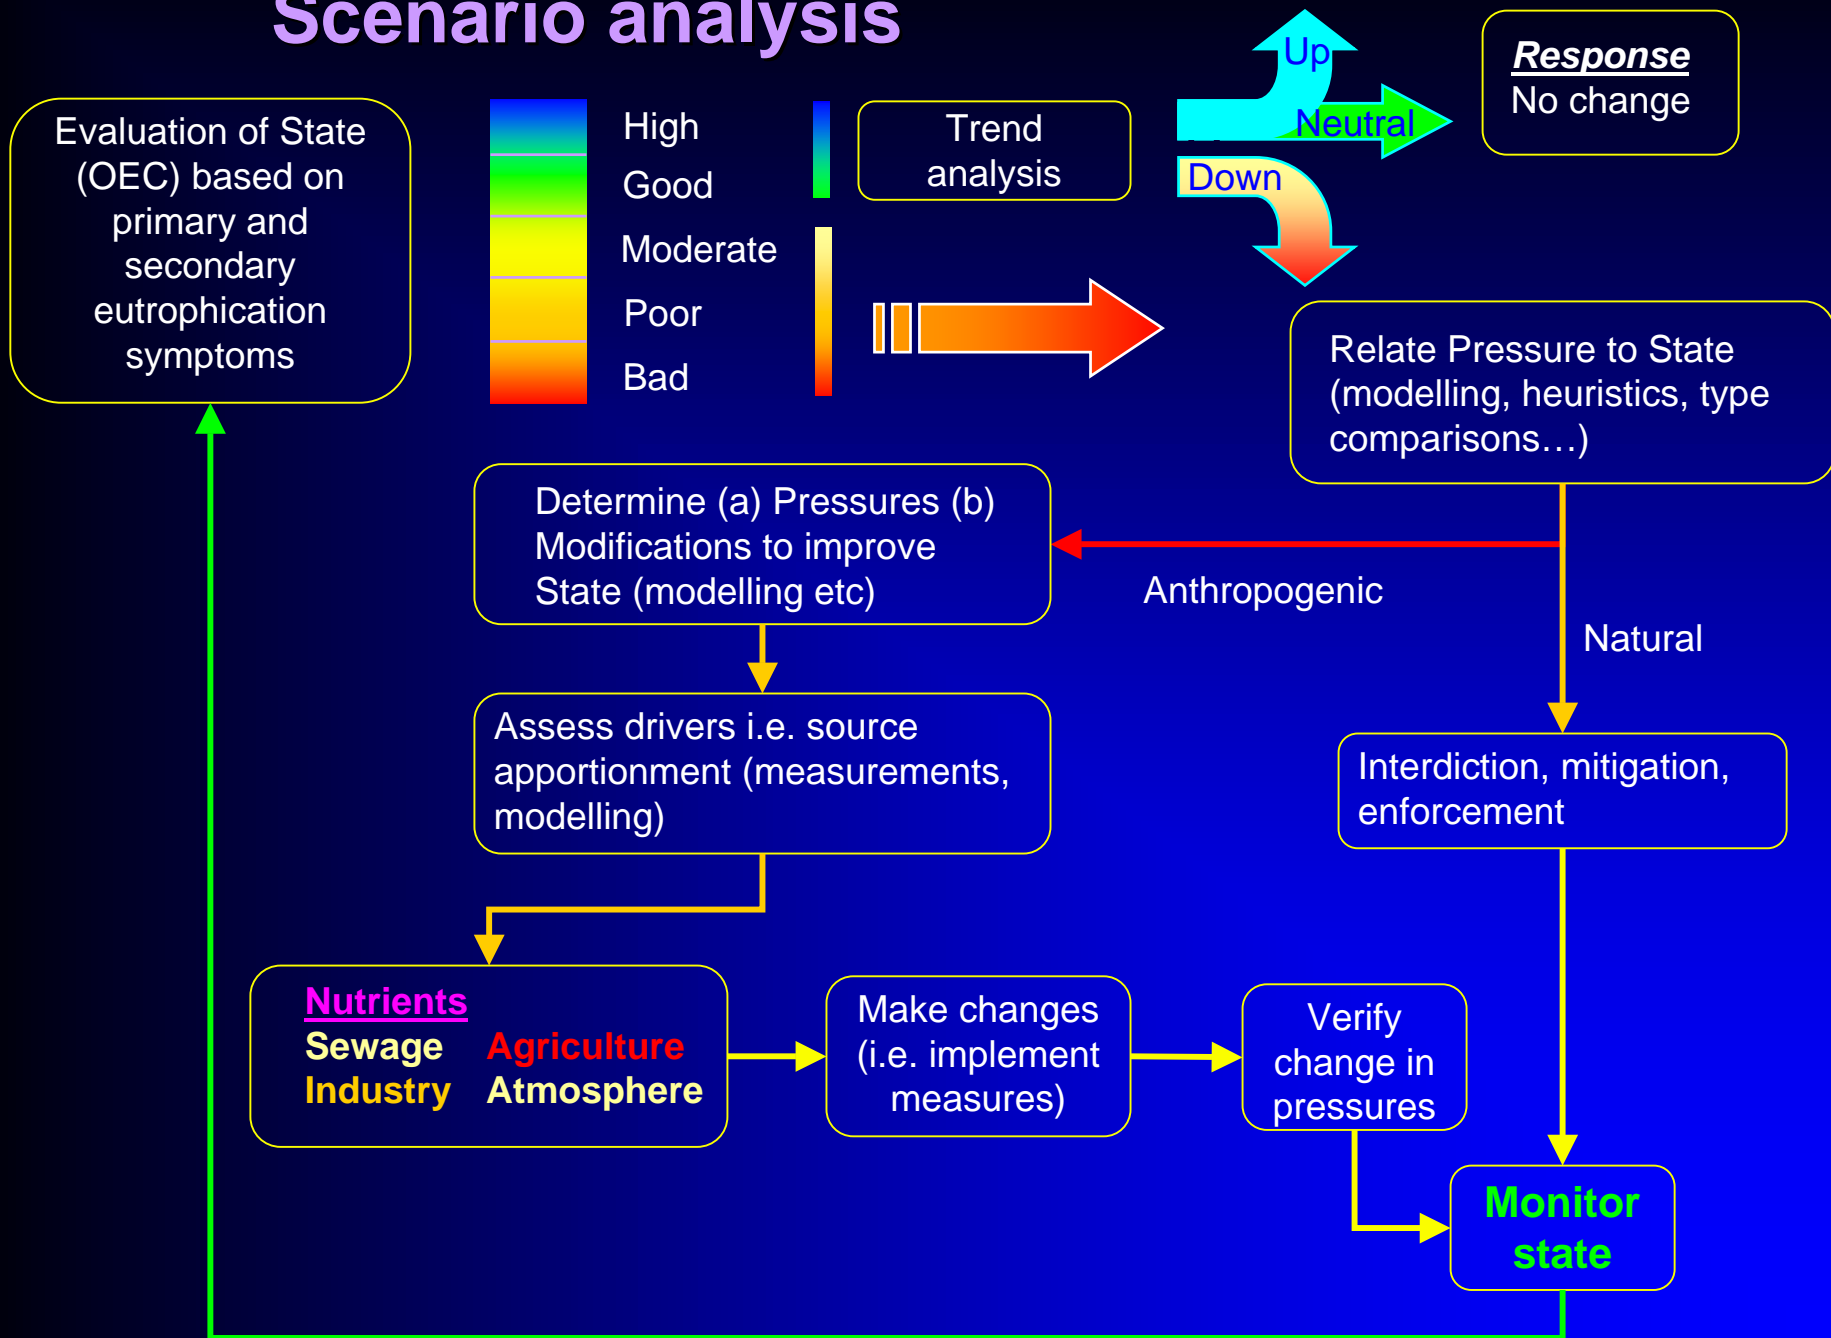 Scenario analysis
Up
Neutral
Down
Response
No change
Evaluation of State
(OEC) based on
primary and
secondary
eutrophication
symptoms
High
Good
Moderate
Poor
Bad
Trend
analysis
Relate Pressure to State
(modelling, heuristics, type
comparisons…)
Determine (a) Pressures (b)
Modifications to improve
State (modelling etc)
Anthropogenic
Natural
Assess drivers i.e. source
apportionment (measurements,
modelling)
Interdiction, mitigation,
enforcement
Nutrients
Sewage Agriculture
Industry Atmosphere
Make changes
(i.e. implement
measures)
Verify
change in
pressures
Monitor
state